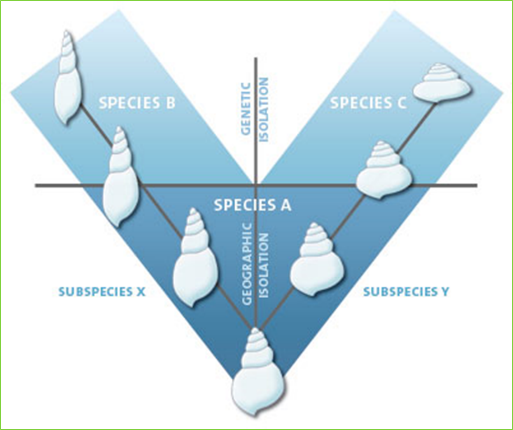 SPECIES B
GENETIC
ISOLATION
SPECIES C
SPECIES A
GEOGRAPHIC
ISOLATION
SUBSPECIES X
SUBSPECIES Y